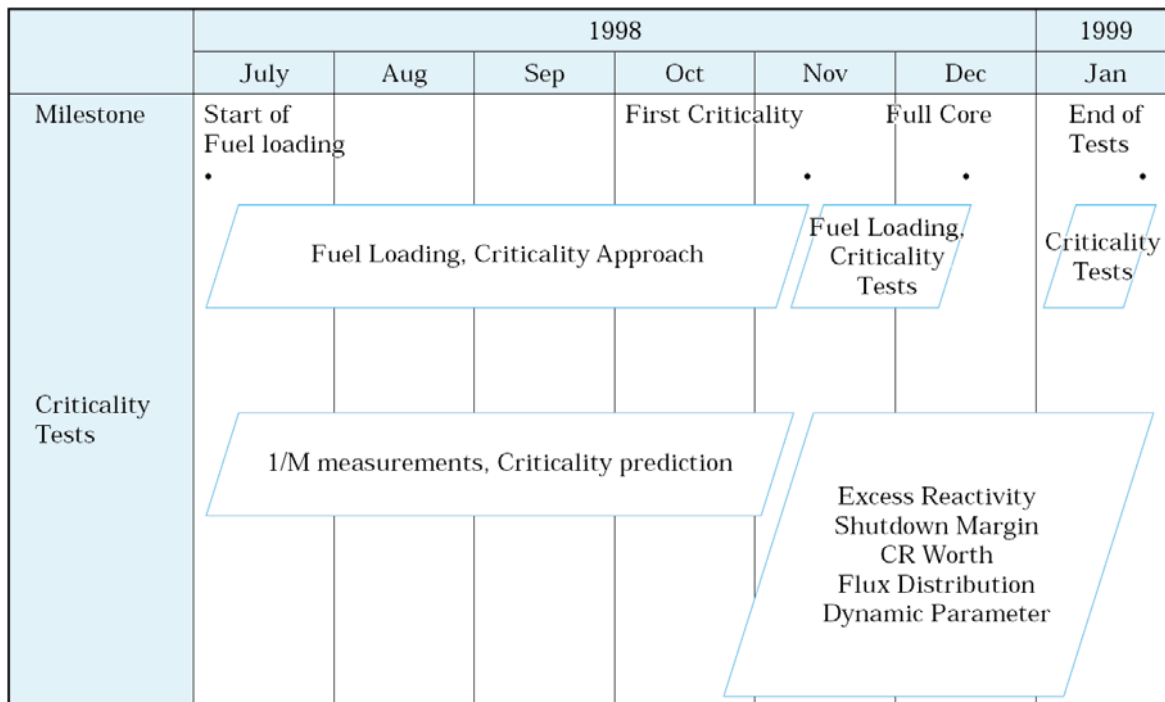 1998
1999
July
Aug
Sep
Oct
Nov
Dec
Jan
Milestone
Start of
Fuel loading
First Criticality
Full Core
End of
Tests
Fuel Loading, Criticality Approach
Fuel Loading,
Criticality
Tests
Criticality
Tests
Criticality
Tests
1/M measurements, Criticality prediction
Excess Reactivity
Shutdown Margin
CR Worth
Flux Distribution
Dynamic Parameter